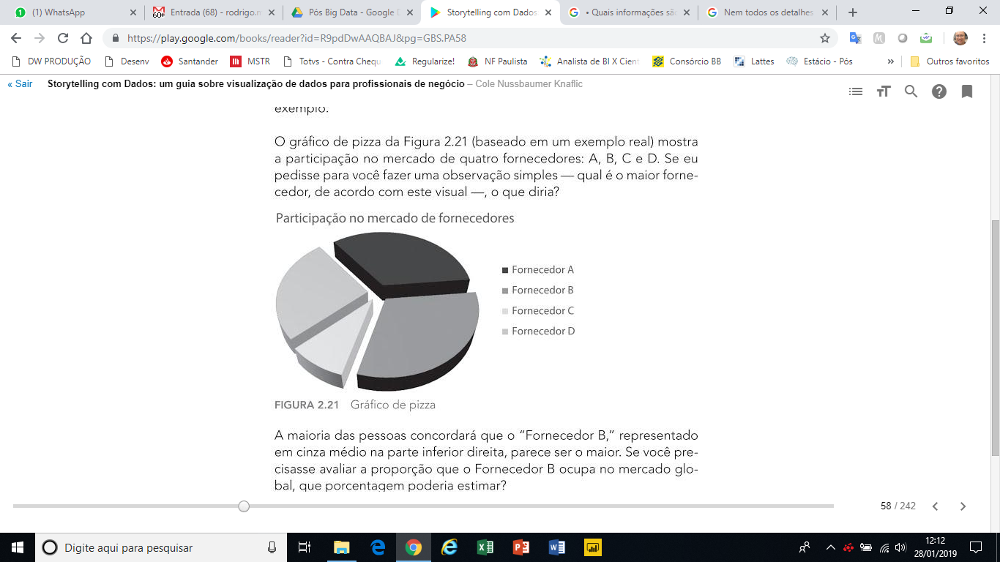 (1) WhatsApp
60+
Entrada (68) - rodrigo.m
Pós Big Data - Google D
Storytelling com Dados
• Quais informações são
Nem todos os detalhes
https://play.google.com/books/reader?id=R9pdDwAAQBAJ&pg=GBS.PA58
DW PRODUÇÃO
Desenv
Santander
MSTR
Totvs - Contra Chequ
Regularize!
NF Paulista
Analista de BI X Cient
Consórcio BB
Lattes
Estácio - Pós
»
Outros favoritos
« Sair
Storytelling com Dados: um guia sobre visualização de dados para profissionais de negócio – Cole Nussbaumer Knaflic
exemplo.
O gráfico de pizza da Figura 2.21 (baseado em um exemplo real) mostra
a participação no mercado de quatro fornecedores: A, B, C e D. Se eu
pedisse para você fazer uma observação simples — qual é o maior forne-
cedor, de acordo com este visual —, o que diria?
Participação no mercado de fornecedores
Fornecedor A
Fornecedor B
Fornecedor C
Fornecedor D
FIGURA 2.21 Gráfico de pizza
A maioria das pessoas concordará que o “Fornecedor B,” representado
em cinza médio na parte inferior direita, parece ser o maior. Se você pre-
cisasse avaliar a proporção que o Fornecedor B ocupa no mercado glo-
bal, que porcentagem poderia estimar?
58 / 242
Digite aqui para pesquisar
12:12
28/01/2019